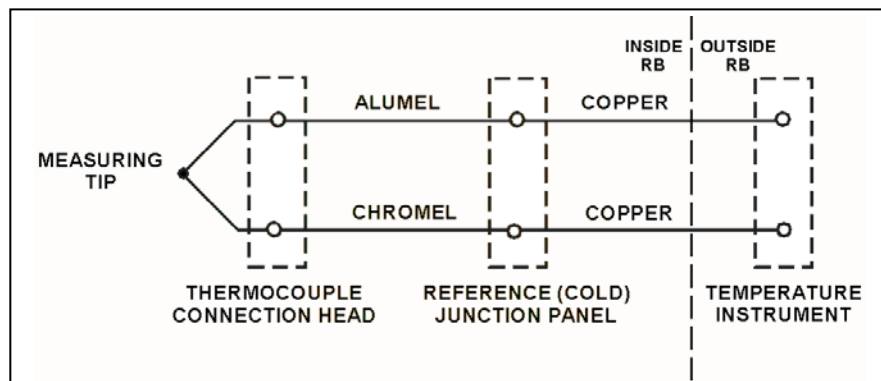 INSIDE
RB
OUTSIDE
RB
ALUMEL
COPPER
MEASURING
TIP
CHROMEL
COPPER
THERMOCOUPLE
CONNECTION HEAD
REFERENCE (COLD)
JUNCTION PANEL
TEMPERATURE
INSTRUMENT